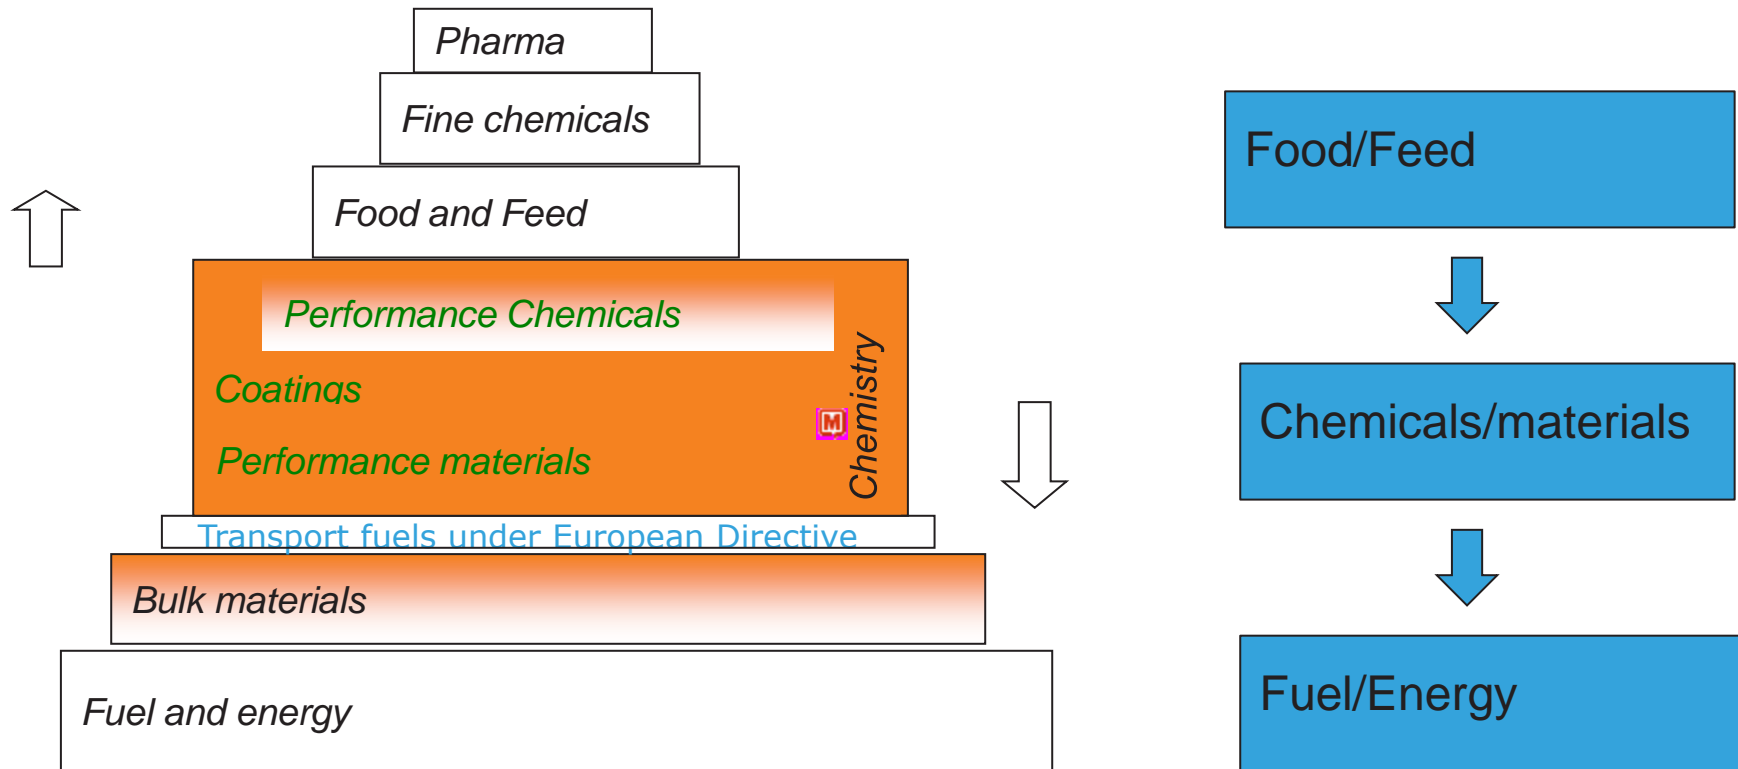 Pharma
Fine chemicals
Food and Feed
Performance Chemicals
Coatings
Performance materials
Chemistry
M
Transport fuels under European Directive
Bulk materials
Fuel and energy
Food/Feed
Chemicals/materials
Fuel/Energy